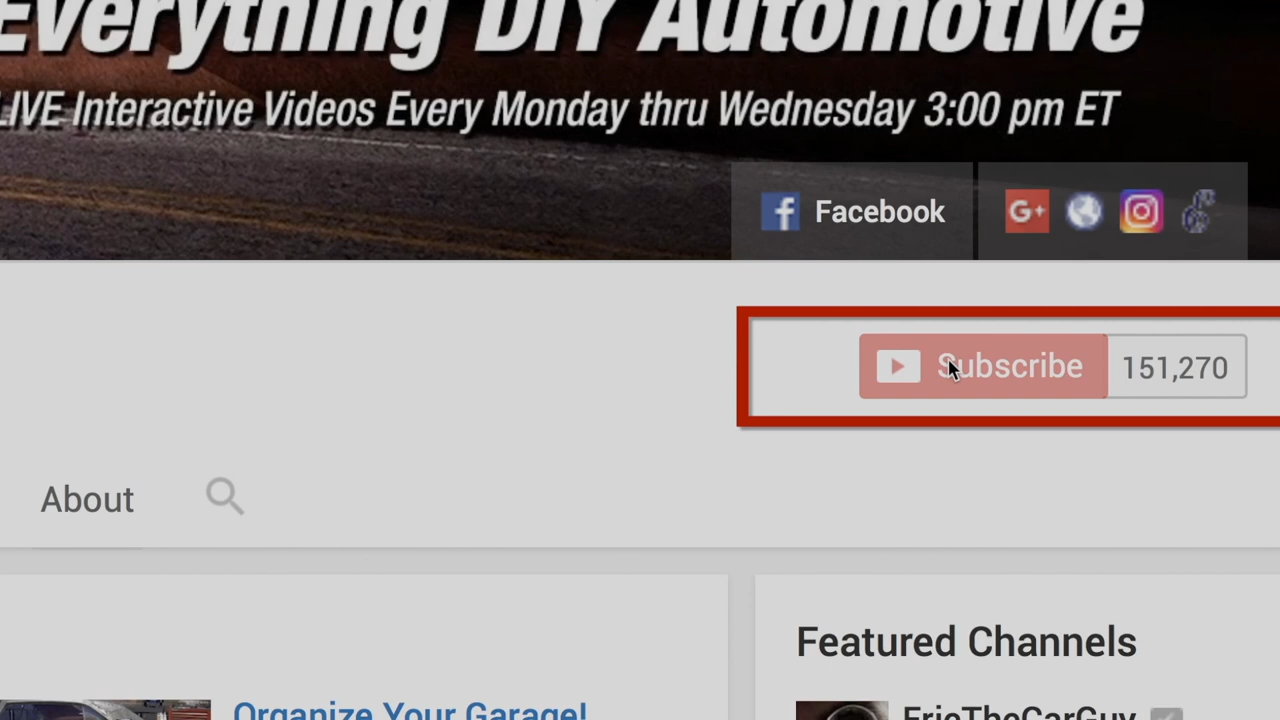 Everything DIY Automotive
LIVE Interactive Videos Every Monday thru Wednesday 3:00 pm ET
Facebook
G+
Subscribe 151,270
About
Featured Channels
Organize Your Garage!
EricTheCarGuy